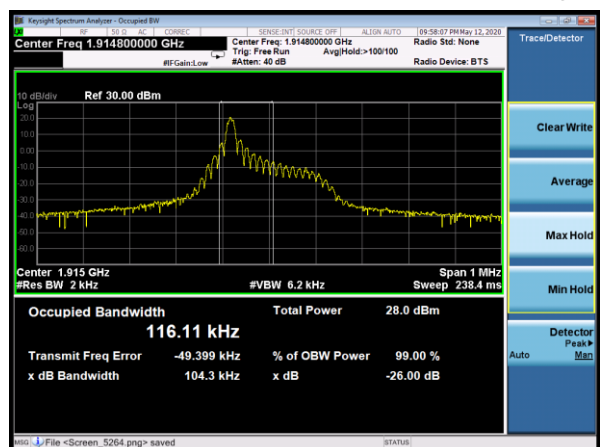 Keysight Spectrum Analyzer - Occupied BW
RF 50 Ω AC CORREC SENSE:INT SOURCE OFF ALIGN AUTO 09:58:07 PM May 12, 2020
Center Freq 1.914800000 GHz
Center Freq: 1.914800000 GHz
Radio Std: None
Trig: Free Run Avg|Hold:>100/100
#IFGain:Low #Atten: 40 dB Radio Device: BTS
10 dB/div Ref 30.00 dBm
Log
20.0
10.0
0.00
-10.0
-20.0
-30.0
-40.0
-50.0
-60.0
Center 1.915 GHz Span 1 MHz
#Res BW 2 kHz #VBW 6.2 kHz Sweep 238.4 ms
Occupied Bandwidth Total Power 28.0 dBm
116.11 kHz
Transmit Freq Error -49.399 kHz % of OBW Power 99.00 %
x dB Bandwidth 104.3 kHz x dB -26.00 dB
MSG File <Screen_5264.png> saved STATUS
Trace/Detector
Clear Write
Average
Max Hold
Min Hold
Detector
Peak▶
Auto Man